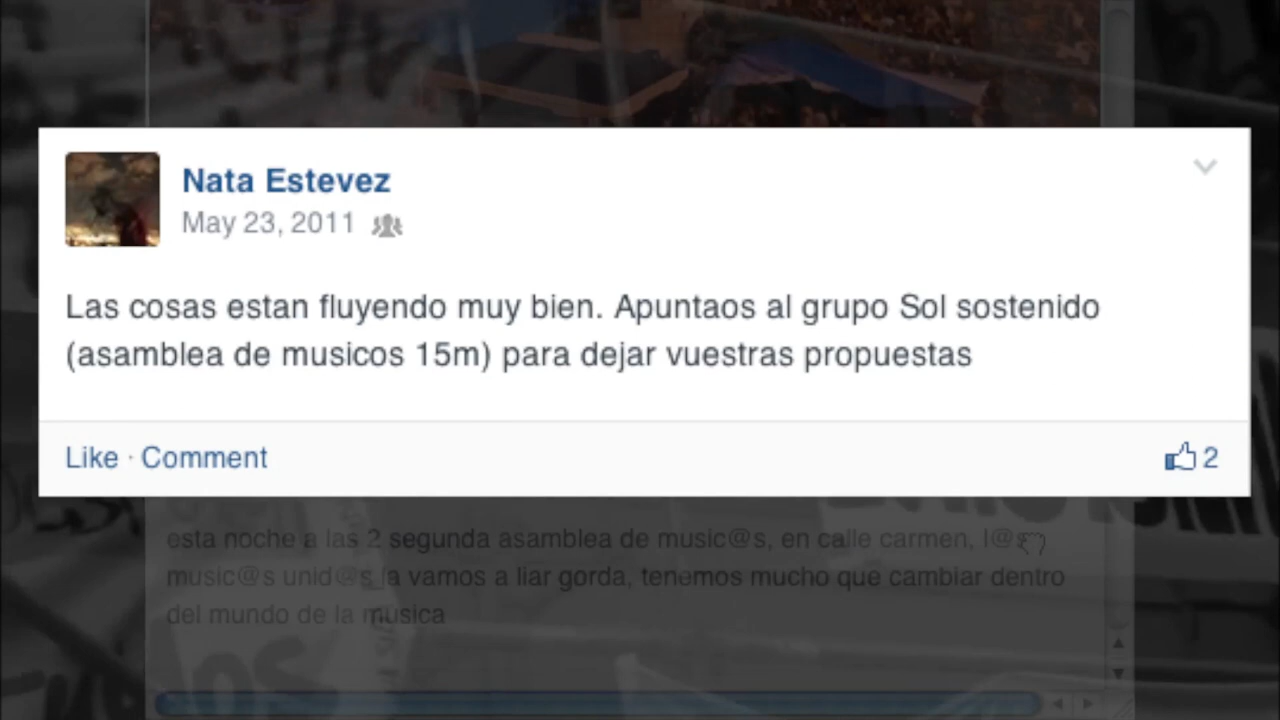 Nata Estevez
May 23, 2011
Las cosas estan fluyendo muy bien. Apuntaos al grupo Sol sostenido
(asamblea de musicos 15m) para dejar vuestras propuestas
Like · Comment
2
esta noche a las 2 segunda asamblea de music@s, en calle carmen, l@s
music@s unid@s la vamos a liar gorda, tenemos mucho que cambiar dentro
del mundo de la musica